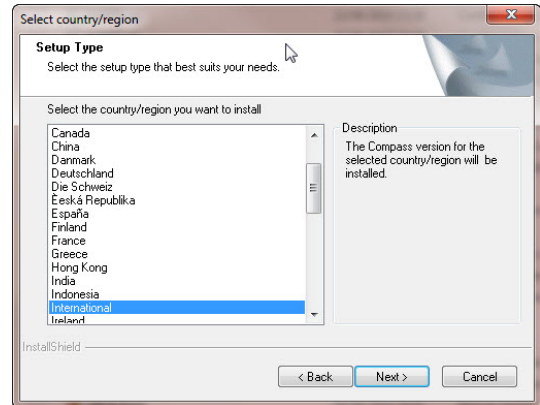 Select country/region
Setup Type
Select the setup type that best suits your needs.
Select the country/region you want to install
Canada
China
Danmark
Deutschland
Die Schweiz
Èeská Republika
España
Finland
France
Greece
Hong Kong
India
Indonesia
International
Ireland
Description
The Compass version for the
selected country/region will be
installed.
InstallShield
< Back
Next >
Cancel